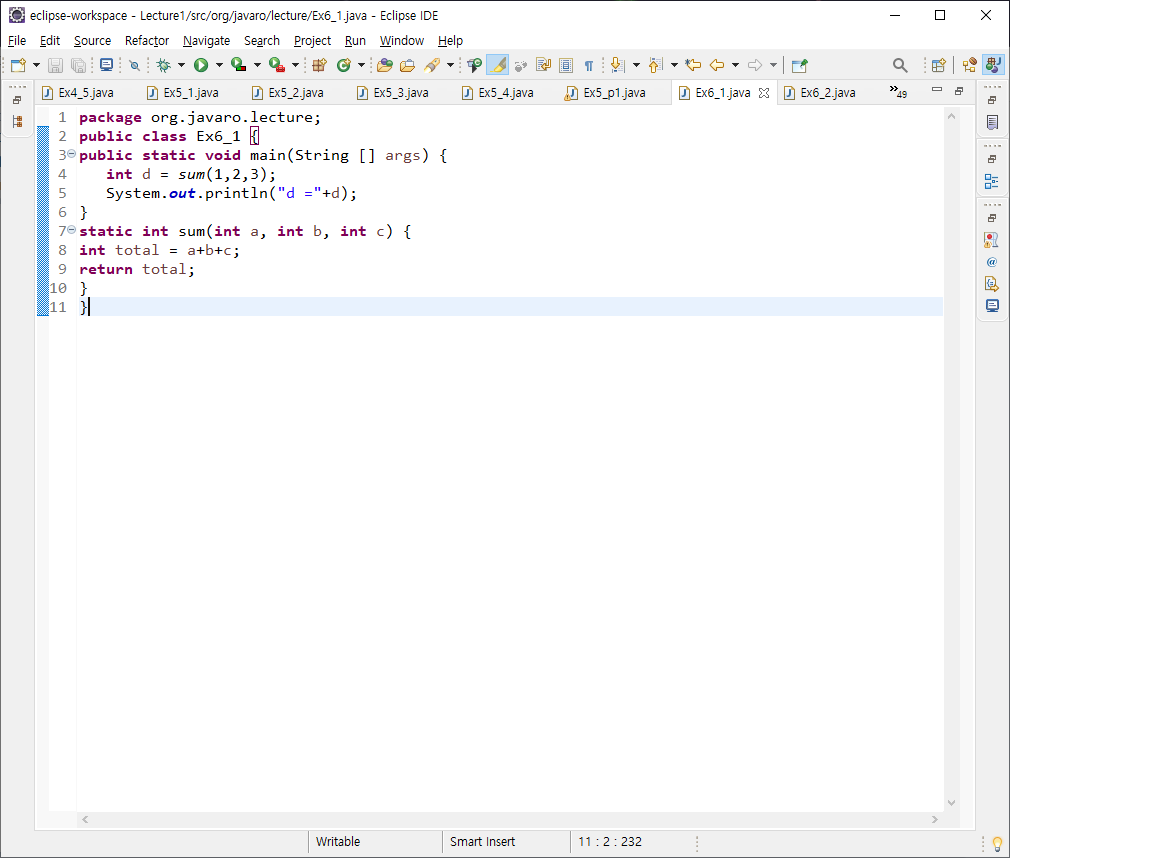 eclipse-workspace - Lecture1/src/org/javaro/lecture/Ex6_1.java - Eclipse IDE
File Edit Source Refactor Navigate Search Project Run Window Help
Ex4_5.java Ex5_1.java Ex5_2.java Ex5_3.java Ex5_4.java Ex5_p1.java Ex6_1.java Ex6_2.java »49
1 package org.javaro.lecture;
2 public class Ex6_1 {
3 public static void main(String [] args) {
4 int d = sum(1,2,3);
5 System.out.println("d ="+d);
6 }
7 static int sum(int a, int b, int c) {
8 int total = a+b+c;
9 return total;
10 }
11 }
Writable Smart Insert 11 : 2 : 232